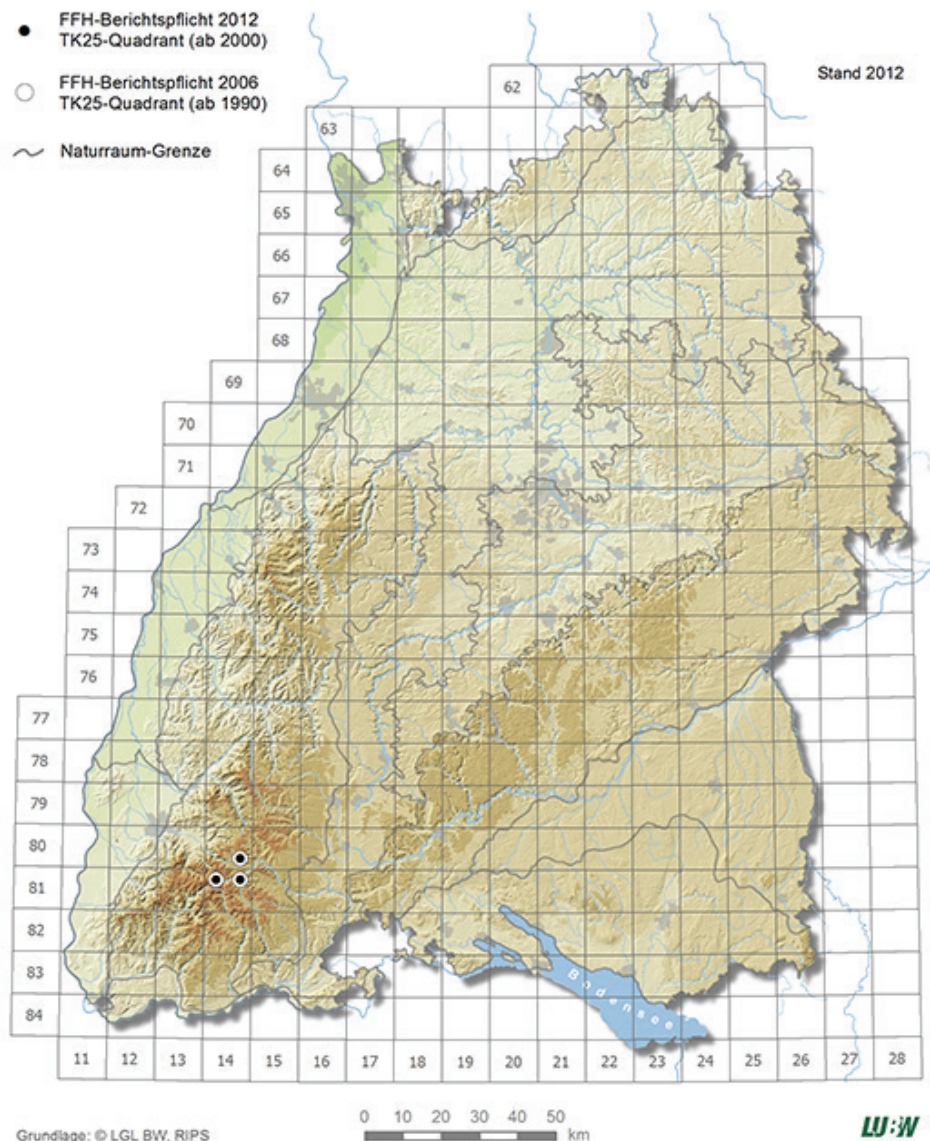 FFH-Berichtspflicht 2012
TK25-Quadrant (ab 2000)
FFH-Berichtspflicht 2006
TK25-Quadrant (ab 1990)
Naturraum-Grenze
Stand 2012
62
63
64
65
66
67
68
69
70
71
72
73
74
75
76
77
78
79
80
81
82
83
84
Bodensee
11 12 13 14 15 16 17 18 19 20 21 22 23 24 25 26 27 28
0 10 20 30 40 50
km
Grundlage: © LGL BW, RIPS
LUBW